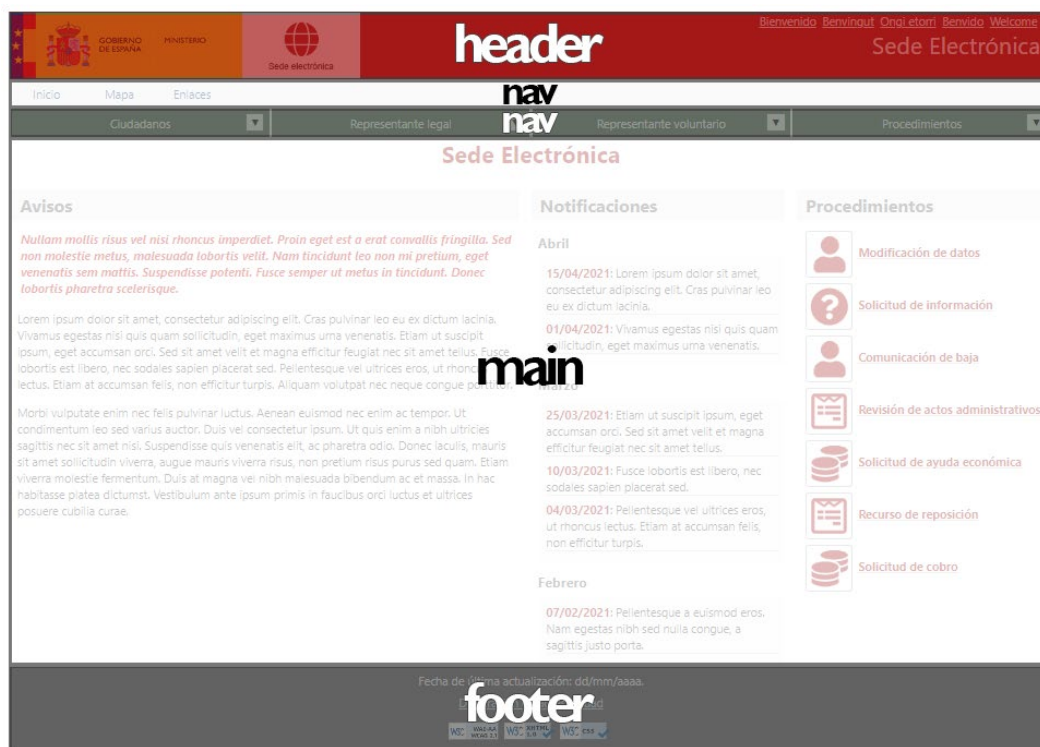 GOBIERNO DE ESPAÑA
MINISTERIO
Sede electrónica
header
Bienvenido Benvingut Ongi etorri Benvido Welcome
Sede Electrónica
Inicio Mapa Enlaces
nav
Ciudadanos Representante legal Representante voluntario Procedimientos
nav
Sede Electrónica
Avisos
Nullam mollis risus vel nisi rhoncus imperdiet. Proin eget est a erat convallis fringilla. Sed
non molestie metus, malesuada lobortis velit. Nam tincidunt leo non mi pretium, eget
venenatis sem mattis. Suspendisse potenti. Fusce semper ut metus in tincidunt. Donec
lobortis pharetra scelerisque.
Lorem ipsum dolor sit amet, consectetur adipiscing elit. Cras pulvinar leo eu ex dictum lacinia.
Vivamus egestas nisi quis quam sollicitudin, eget maximus urna venenatis. Etiam ut suscipit
ipsum, eget accumsan orci. Sed sit amet velit et magna efficitur feugiat nec sit amet tellus. Fusce
lobortis est libero, nec sodales sapien placerat sed. Pellentesque vel ultrices eros, ut rhoncus
lectus. Etiam at accumsan felis, non efficitur turpis. Aliquam volutpat nec neque congue porttitor.
Morbi vulputate enim nec felis pulvinar luctus. Aenean euismod nec enim ac tempor. Ut
condimentum leo sed varius auctor. Duis vel consectetur ipsum. Ut quis enim a nibh ultricies
sagittis nec sit amet nisl. Suspendisse quis venenatis elit, ac pharetra odio. Donec iaculis, mauris
sit amet sollicitudin viverra, augue mauris viverra risus, non pretium risus purus sed quam. Etiam
viverra molestie fermentum. Duis at magna vel nibh malesuada bibendum ac et massa. In hac
habitasse platea dictumst. Vestibulum ante ipsum primis in faucibus orci luctus et ultrices
posuere cubilia curae.
main
Notificaciones
Abril
15/04/2021: Lorem ipsum dolor sit amet,
consectetur adipiscing elit. Cras pulvinar leo
eu ex dictum lacinia.
01/04/2021: Vivamus egestas nisi quis quam
sollicitudin, eget maximus urna venenatis.
Marzo
25/03/2021: Etiam ut suscipit ipsum, eget
accumsan orci. Sed sit amet velit et magna
efficitur feugiat nec sit amet tellus.
10/03/2021: Fusce lobortis est libero, nec
sodales sapien placerat sed.
04/03/2021: Pellentesque vel ultrices eros,
ut rhoncus lectus. Etiam at accumsan felis,
non efficitur turpis.
Febrero
07/02/2021: Pellentesque a euismod eros.
Nam egestas nibh sed nulla congue, a
sagittis justo porta.
Procedimientos
Modificación de datos
Solicitud de información
Comunicación de baja
Revisión de actos administrativos
Solicitud de ayuda económica
Recurso de reposición
Solicitud de cobro
Fecha de última actualización: dd/mm/aaaa.
footer
W3C WAI-AA WCAG 2.1 W3C XHTML 1.0 W3C css